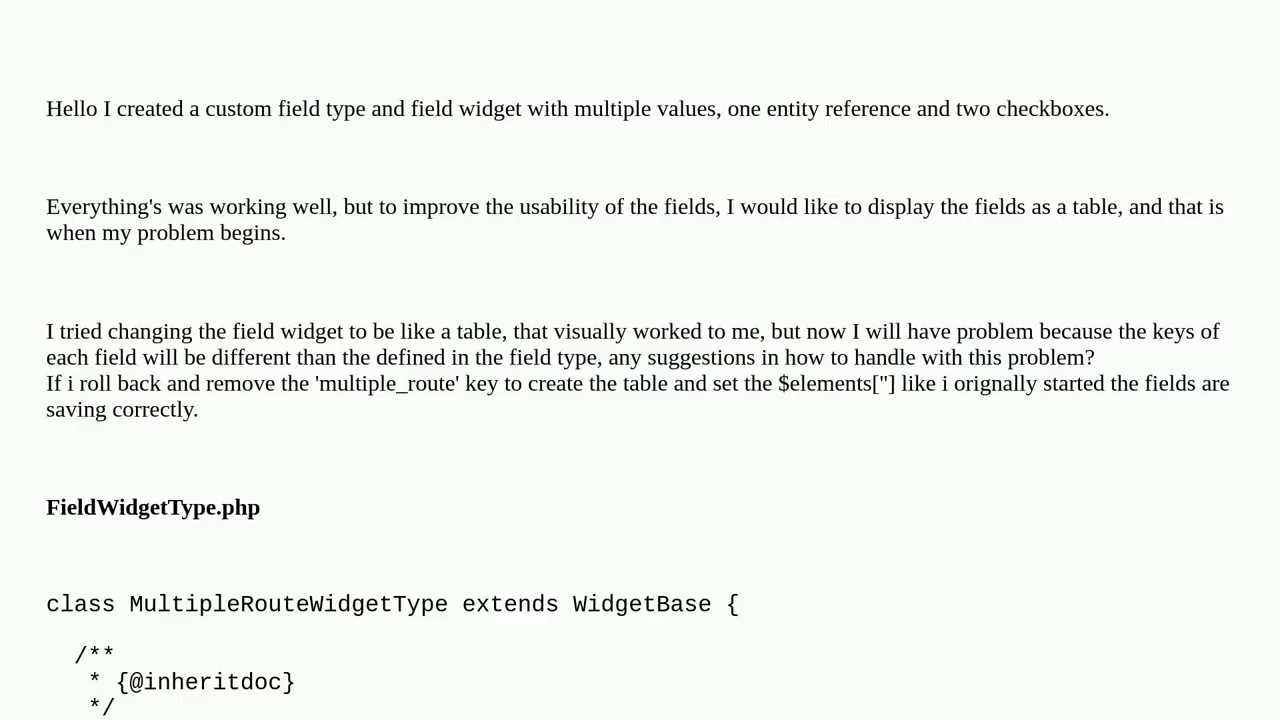 Hello I created a custom field type and field widget with multiple values, one entity reference and two checkboxes.
Everything's was working well, but to improve the usability of the fields, I would like to display the fields as a table, and that is
when my problem begins.
I tried changing the field widget to be like a table, that visually worked to me, but now I will have problem because the keys of
each field will be different than the defined in the field type, any suggestions in how to handle with this problem?
If i roll back and remove the 'multiple_route' key to create the table and set the $elements[''] like i orignally started the fields are
saving correctly.
FieldWidgetType.php
class MultipleRouteWidgetType extends WidgetBase {
/**
* {@inheritdoc}
*/